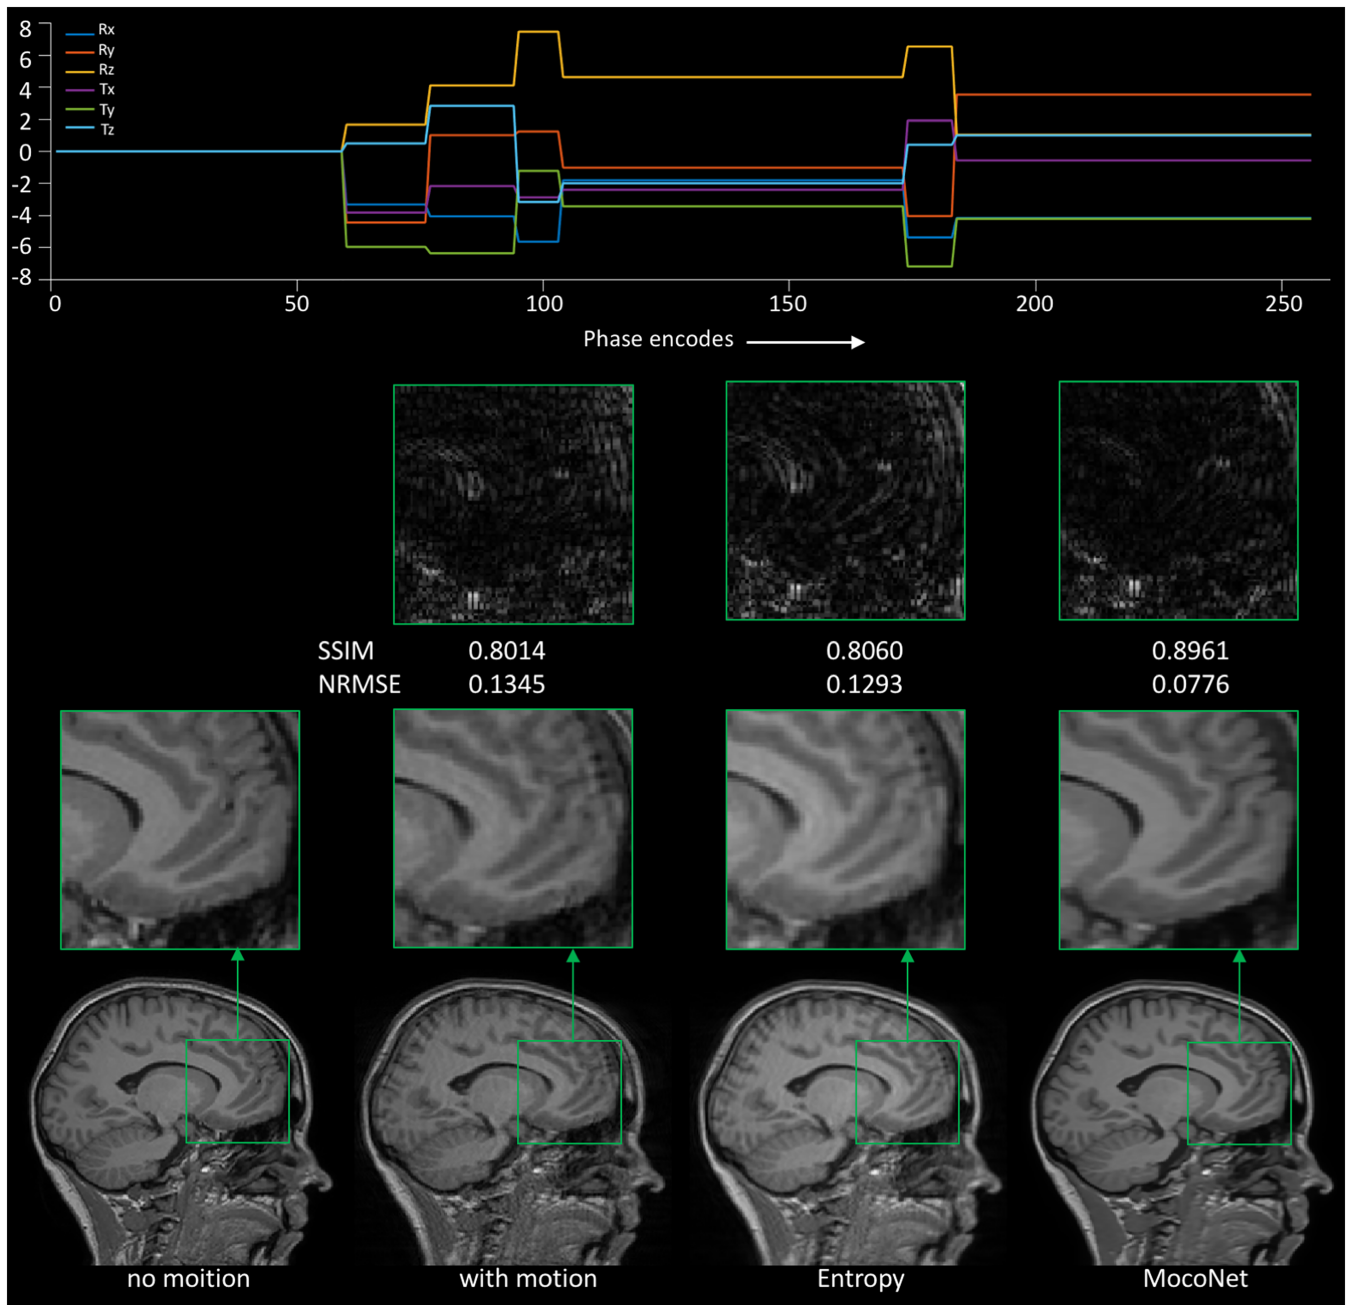 8
6
4
2
0
-2
-4
-6
-8
Rx
Ry
Rz
Tx
Ty
Tz
0 50 100 150 200 250
Phase encodes
SSIM 0.8014 0.8060 0.8961
NRMSE 0.1345 0.1293 0.0776
no moition with motion Entropy MocoNet